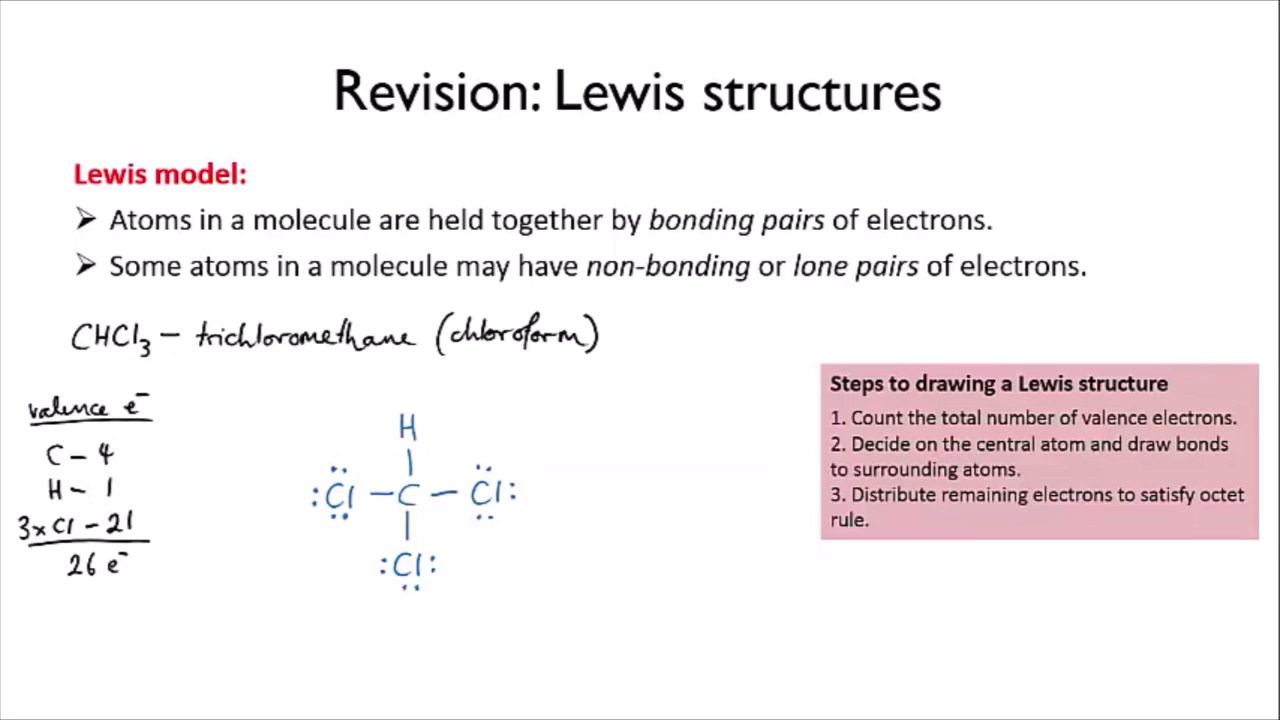 Revision: Lewis structures
Lewis model:
➢ Atoms in a molecule are held together by bonding pairs of electrons.
➢ Some atoms in a molecule may have non-bonding or lone pairs of electrons.
CHCl₃ – trichloromethane (chloroform)
valence e⁻
C – 4
H – 1
3x Cl – 21
26 e⁻
H
:Cl – C – Cl:
:Cl:
Steps to drawing a Lewis structure
1. Count the total number of valence electrons.
2. Decide on the central atom and draw bonds
to surrounding atoms.
3. Distribute remaining electrons to satisfy octet
rule.